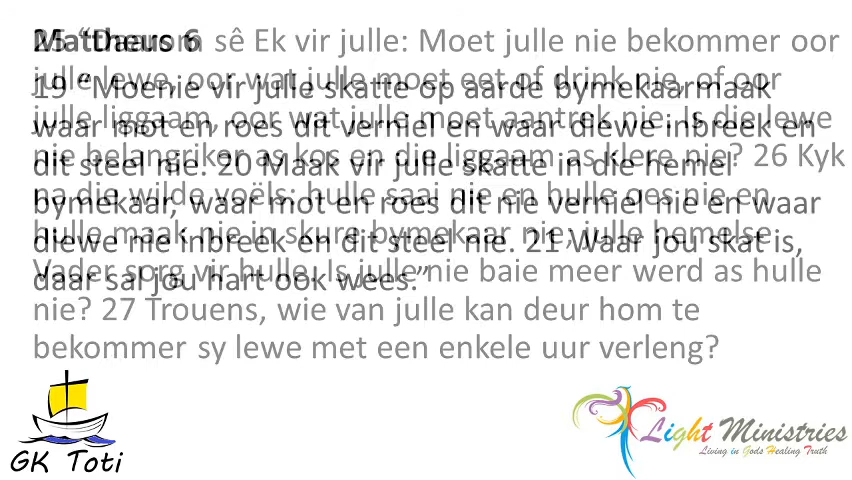 Mattheus 6
19 “Moenie vir julle skatte op aarde bymekaarmaak
waar mot en roes dit verniel en waar diewe inbreek en
dit steel nie. 20 Maak vir julle skatte in die hemel
bymekaar, waar mot en roes dit nie verniel nie en waar
diewe nie inbreek en dit steel nie. 21 Waar jou skat is,
daar sal jou hart ook wees.”
25 “Daarom sê Ek vir julle: Moet julle nie bekommer oor
julle lewe, oor wat julle moet eet of drink nie, of oor
julle liggaam, oor wat julle moet aantrek nie. Is die lewe
nie belangriker as kos en die liggaam as klere nie? 26 Kyk
na die wilde voëls: hulle saai nie en hulle oes nie en
hulle maak nie in skure bymekaar nie, julle hemelse
Vader sorg vir hulle. Is julle nie baie meer werd as hulle
nie? 27 Trouens, wie van julle kan deur hom te
bekommer sy lewe met een enkele uur verleng?
GK Toti
Light Ministries
Living in Gods Healing Truth